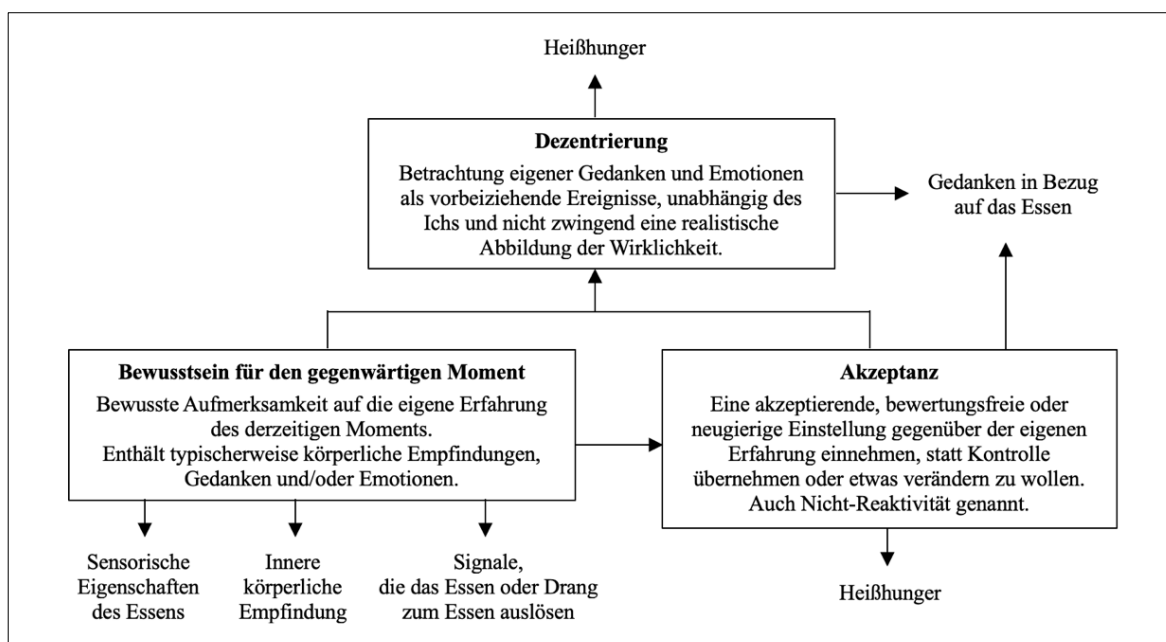 Heißhunger
Dezentrierung
Betrachtung eigener Gedanken und Emotionen
als vorbeiziehende Ereignisse, unabhängig des
Ichs und nicht zwingend eine realistische
Abbildung der Wirklichkeit.
Gedanken in Bezug
auf das Essen
Bewusstsein für den gegenwärtigen Moment
Bewusste Aufmerksamkeit auf die eigene Erfahrung
des derzeitigen Moments.
Enthält typischerweise körperliche Empfindungen,
Gedanken und/oder Emotionen.
Akzeptanz
Eine akzeptierende, bewertungsfreie oder
neugierige Einstellung gegenüber der eigenen
Erfahrung einnehmen, statt Kontrolle
übernehmen oder etwas verändern zu wollen.
Auch Nicht-Reaktivität genannt.
Sensorische
Eigenschaften
des Essens
Innere
körperliche
Empfindung
Signale,
die das Essen oder Drang
zum Essen auslösen
Heißhunger